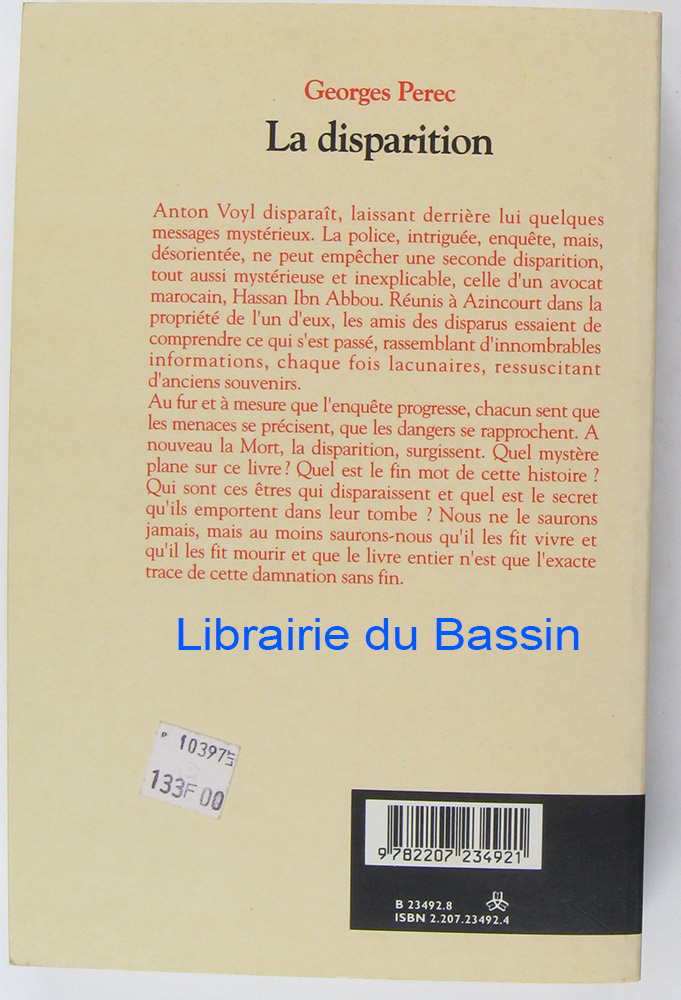 Georges Perec
La disparition
Anton Voyl disparaît, laissant derrière lui quelques
messages mystérieux. La police, intriguée, enquête, mais,
désorientée, ne peut empêcher une seconde disparition,
tout aussi mystérieuse et inexplicable, celle d'un avocat
marocain, Hassan Ibn Abbou. Réunis à Azincourt dans la
propriété de l'un d'eux, les amis des disparus essaient de
comprendre ce qui s'est passé, rassemblant d'innombrables
informations, chaque fois lacunaires, ressuscitant
d'anciens souvenirs.
Au fur et à mesure que l'enquête progresse, chacun sent que
les menaces se précisent, que les dangers se rapprochent. A
nouveau la Mort, la disparition, surgissent. Quel mystère
plane sur ce livre ? Quel est le fin mot de cette histoire ?
Qui sont ces êtres qui disparaissent et quel est le secret
qu'ils emportent dans leur tombe ? Nous ne le saurons
jamais, mais au moins saurons-nous qu'il les fit vivre et
qu'il les fit mourir et que le livre entier n'est que l'exacte
trace de cette damnation sans fin.
Librairie du Bassin
10397 LIT
133F00
9 782207 234921
B 23492.8
ISBN 2.207.23492.4